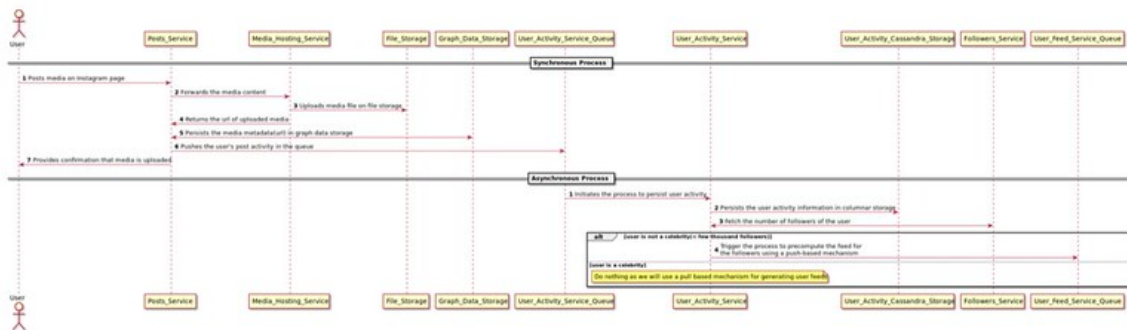 User
Posts_Service
Media_Hosting_Service
File_Storage
Graph_Data_Storage
User_Activity_Service_Queue
User_Activity_Service
User_Activity_Cassandra_Storage
Followers_Service
User_Feed_Service_Queue
Synchronous Process
1 Posts media on Instagram page
2 Forwards the media content
3 Uploads media file on file storage
4 Returns the url of uploaded media
5 Persists the media metadata(url) in graph data storage
6 Pushes the user's post activity in the queue
7 Provides confirmation that media is uploaded
Asynchronous Process
1 Initiates the process to persist user activity
2 Persists the user activity information in columnar storage
3 Fetch the number of followers of the user
alt [user is not a celebrity(< few thousand followers)]
4 Trigger the process to precompute the feed for
the followers using a push-based mechanism
[user is a celebrity]
Do nothing as we will use a pull based mechanism for generating user feeds
User
Posts_Service
Media_Hosting_Service
File_Storage
Graph_Data_Storage
User_Activity_Service_Queue
User_Activity_Service
User_Activity_Cassandra_Storage
Followers_Service
User_Feed_Service_Queue